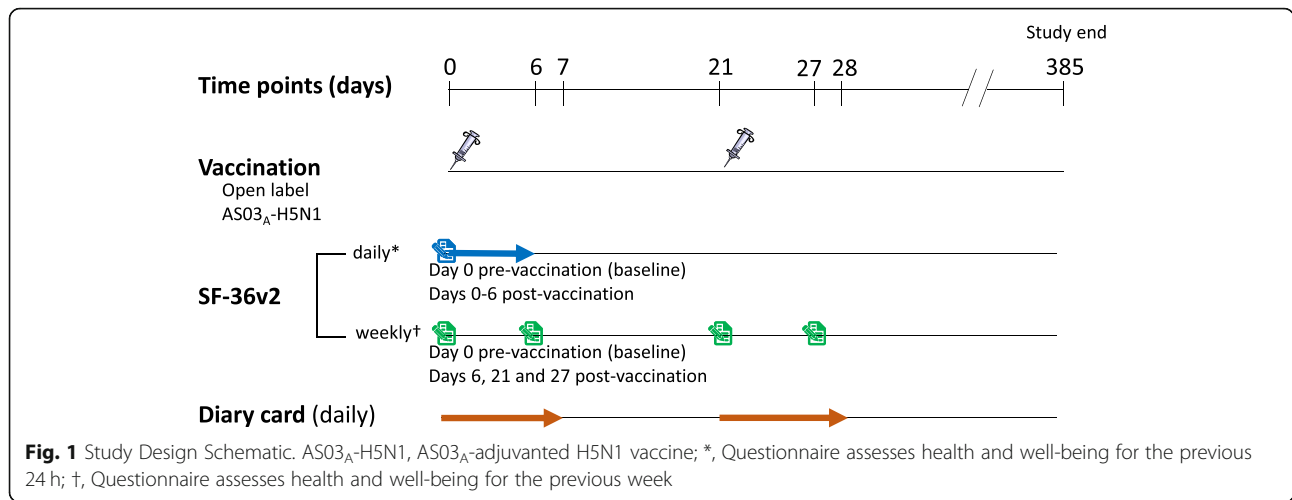 Study end
0 6 7 21 27 28 385
Time points (days)
Vaccination
Open label
AS03A-H5N1
daily*
Day 0 pre-vaccination (baseline)
Days 0-6 post-vaccination
SF-36v2
weekly†
Day 0 pre-vaccination (baseline)
Days 6, 21 and 27 post-vaccination
Diary card (daily)
Fig. 1 Study Design Schematic. AS03A-H5N1, AS03A-adjuvanted H5N1 vaccine; *, Questionnaire assesses health and well-being for the previous
24 h; †, Questionnaire assesses health and well-being for the previous week